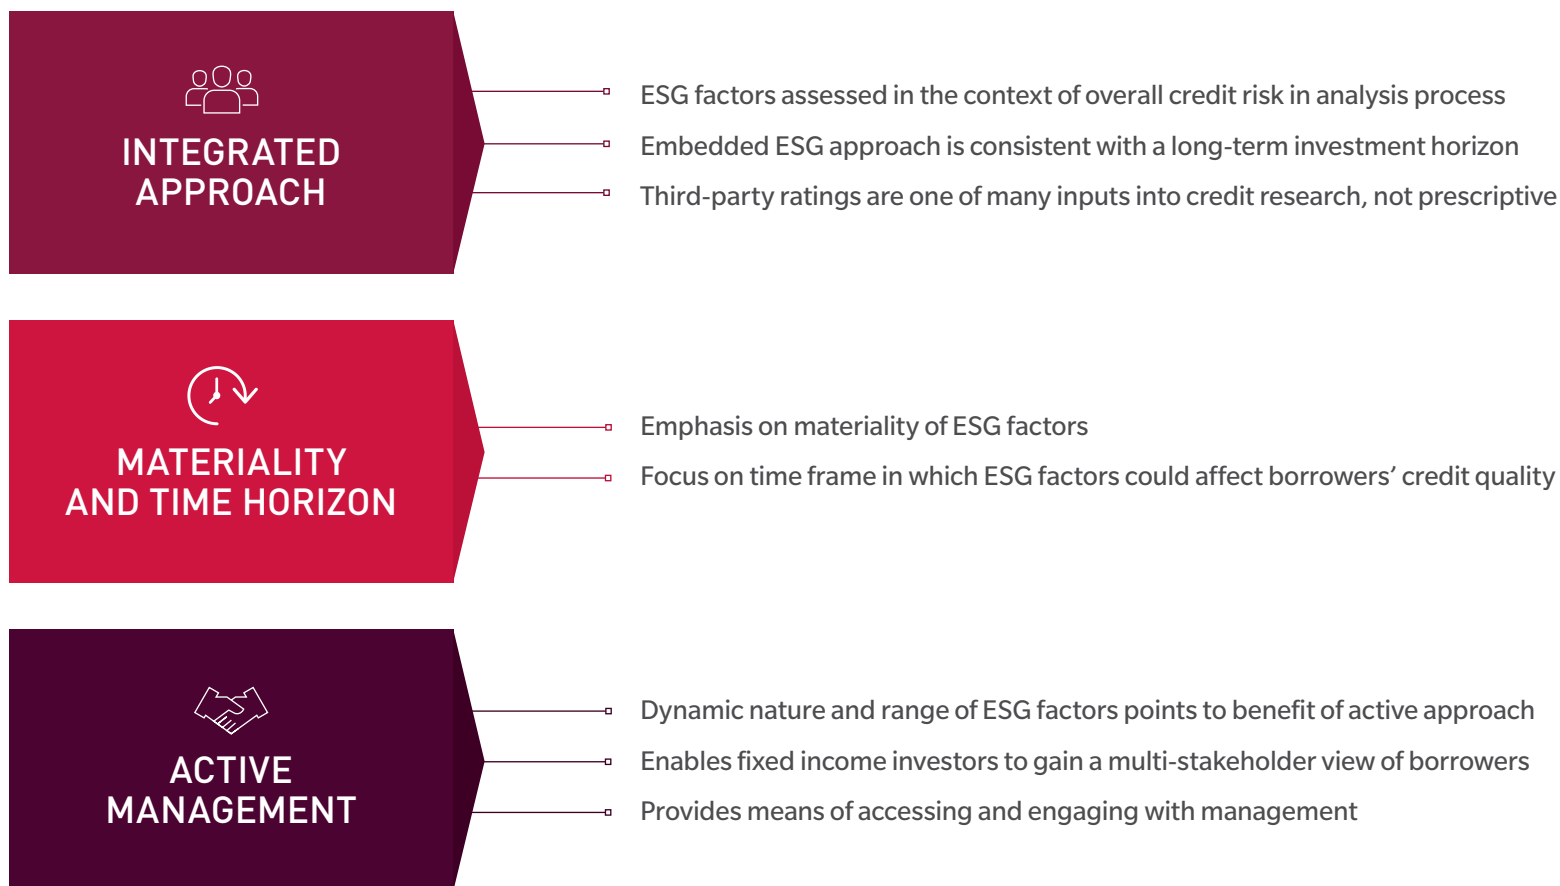 INTEGRATED
APPROACH
ESG factors assessed in the context of overall credit risk in analysis process
Embedded ESG approach is consistent with a long-term investment horizon
Third-party ratings are one of many inputs into credit research, not prescriptive
MATERIALITY
AND TIME HORIZON
Emphasis on materiality of ESG factors
Focus on time frame in which ESG factors could affect borrowers’ credit quality
ACTIVE
MANAGEMENT
Dynamic nature and range of ESG factors points to benefit of active approach
Enables fixed income investors to gain a multi-stakeholder view of borrowers
Provides means of accessing and engaging with management